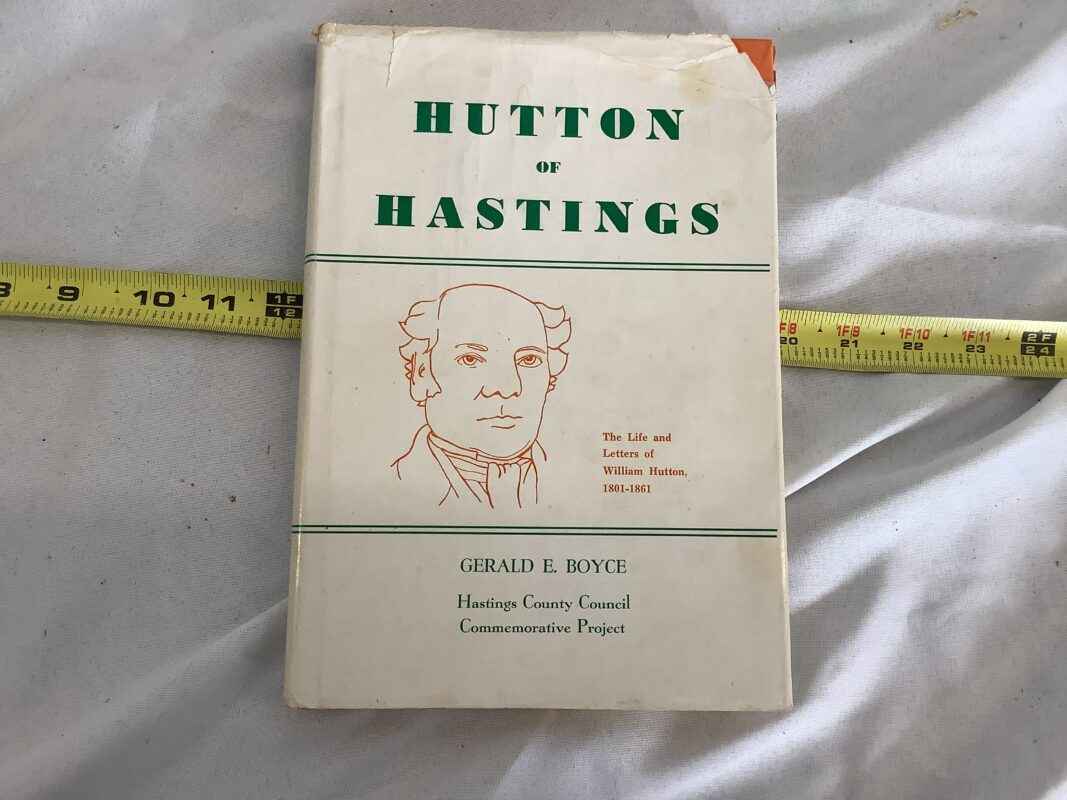 HUTTON
OF
HASTINGS
8 9 10 11 1F 12
1F8 20 1F9 21 1F10 22 1F11 23 2F 24
The Life and
Letters of
William Hutton,
1801-1861
GERALD E. BOYCE
Hastings County Council
Commemorative Project